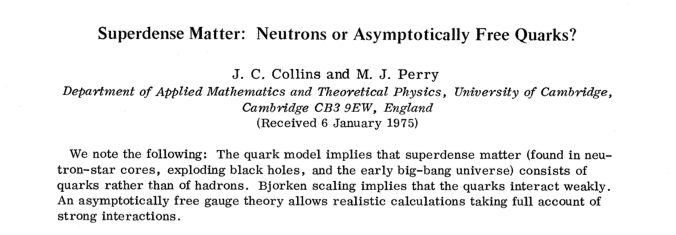 Superdense Matter: Neutrons or Asymptotically Free Quarks?
J. C. Collins and M. J. Perry
Department of Applied Mathematics and Theoretical Physics, University of Cambridge,
Cambridge CB3 9EW, England
(Received 6 January 1975)
We note the following: The quark model implies that superdense matter (found in neu-
tron-star cores, exploding black holes, and the early big-bang universe) consists of
quarks rather than of hadrons. Bjorken scaling implies that the quarks interact weakly.
An asymptotically free gauge theory allows realistic calculations taking full account of
strong interactions.